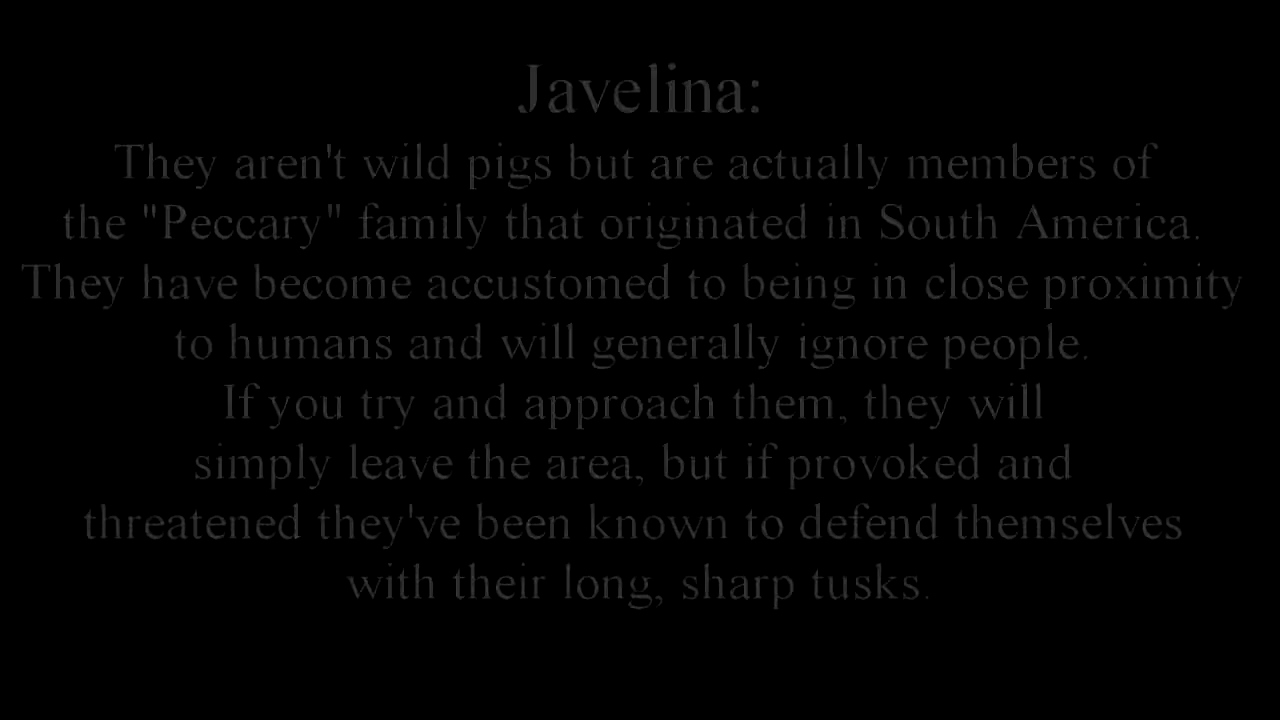 Javelina:
They aren't wild pigs but are actually members of
the "Peccary" family that originated in South America.
They have become accustomed to being in close proximity
to humans and will generally ignore people.
If you try and approach them, they will
simply leave the area, but if provoked and
threatened they've been known to defend themselves
with their long, sharp tusks.